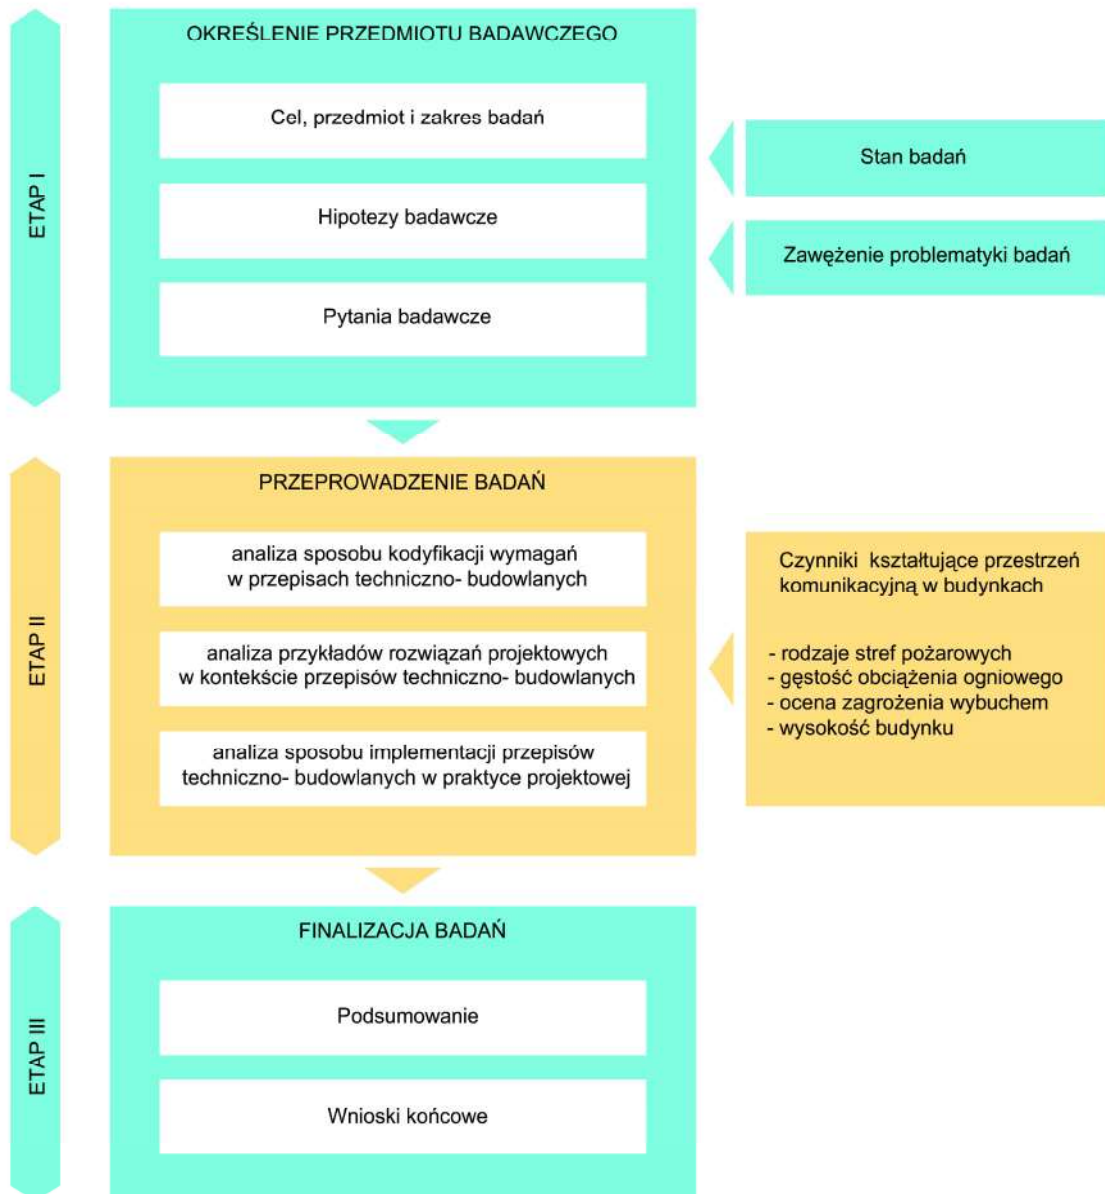 ETAP I
OKREŚLENIE PRZEDMIOTU BADAWCZEGO
Cel, przedmiot i zakres badań
Hipotezy badawcze
Pytania badawcze
Stan badań
Zawężenie problematyki badań
ETAP II
PRZEPROWADZENIE BADAŃ
analiza sposobu kodyfikacji wymagań
w przepisach techniczno- budowlanych
analiza przykładów rozwiązań projektowych
w kontekście przepisów techniczno- budowlanych
analiza sposobu implementacji przepisów
techniczno- budowlanych w praktyce projektowej
Czynniki kształtujące przestrzeń
komunikacyjną w budynkach
- rodzaje stref pożarowych
- gęstość obciążenia ogniowego
- ocena zagrożenia wybuchem
- wysokość budynku
ETAP III
FINALIZACJA BADAŃ
Podsumowanie
Wnioski końcowe